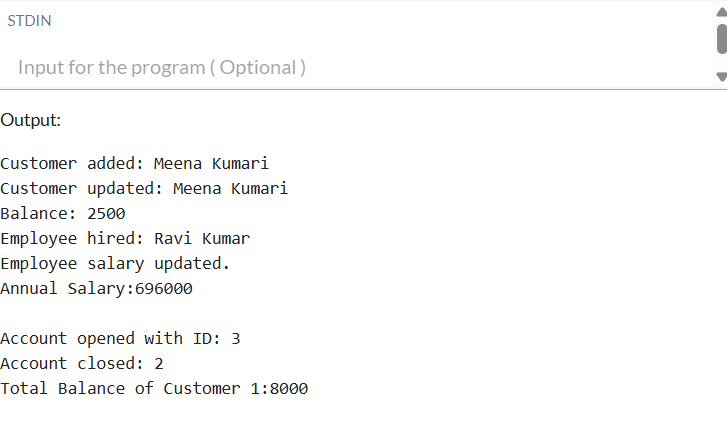 STDIN
Input for the program ( Optional )
Output:
Customer added: Meena Kumari
Customer updated: Meena Kumari
Balance: 2500
Employee hired: Ravi Kumar
Employee salary updated.
Annual Salary:696000
Account opened with ID: 3
Account closed: 2
Total Balance of Customer 1:8000